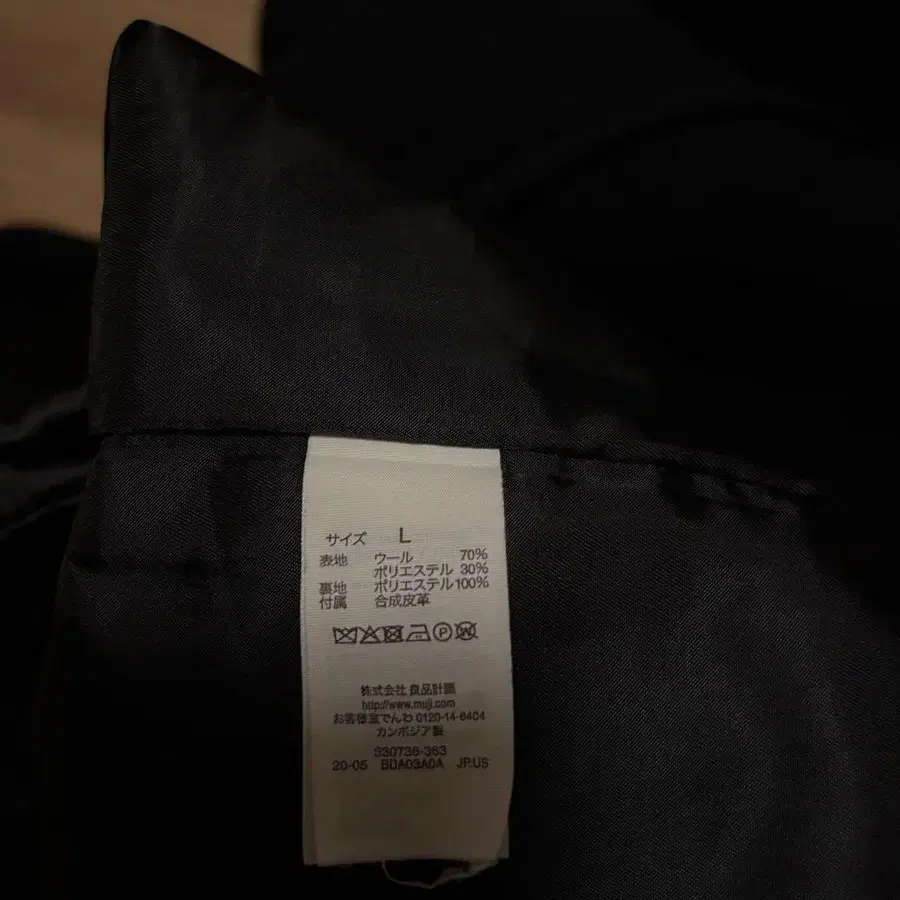 サイズ L
表地 ウール 70%
ポリエステル 30%
裏地 ポリエステル 100%
付属 合成皮革
P W
株式会社 良品計画
http://www.muji.com
お客様室でんわ 0120-14-6404
カンボジア製
330736-363
20-05 BDA03A0A JP.US